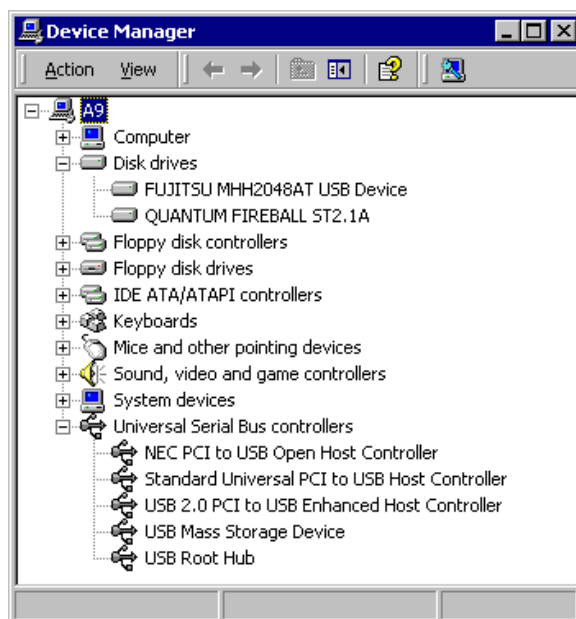 Device Manager
Action View
A9
Computer
Disk drives
FUJITSU MHH2048AT USB Device
QUANTUM FIREBALL ST2.1A
Floppy disk controllers
Floppy disk drives
IDE ATA/ATAPI controllers
Keyboards
Mice and other pointing devices
Sound, video and game controllers
System devices
Universal Serial Bus controllers
NEC PCI to USB Open Host Controller
Standard Universal PCI to USB Host Controller
USB 2.0 PCI to USB Enhanced Host Controller
USB Mass Storage Device
USB Root Hub